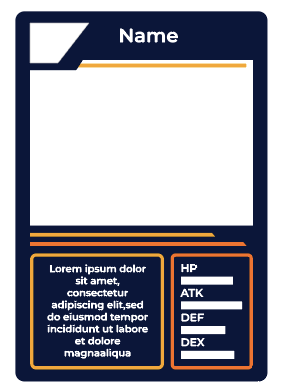 Name
Lorem ipsum dolor
sit amet,
consectetur
adipiscing elit,sed
do eiusmod tempor
incididunt ut labore
et dolore
magnaaliqua
HP
ATK
DEF
DEX